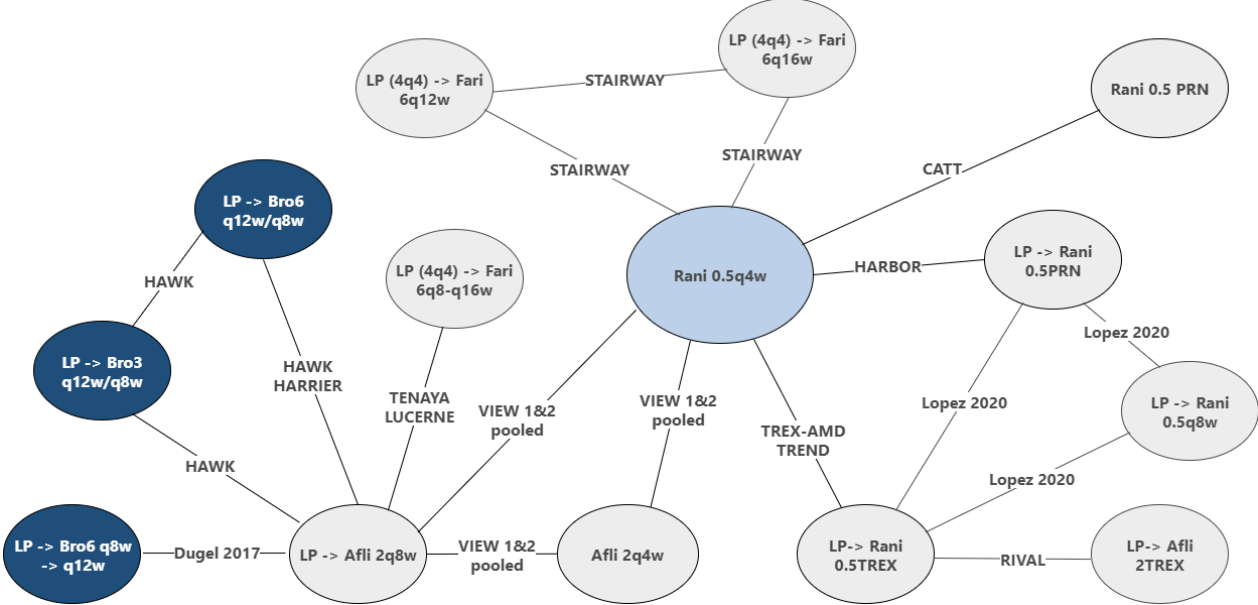 LP (4q4) -> Fari
6q16w
LP (4q4) -> Fari
6q12w
STAIRWAY
Rani 0.5 PRN
STAIRWAY
STAIRWAY
CATT
LP -> Bro6
q12w/q8w
LP -> Rani
0.5PRN
LP (4q4) -> Fari
6q8-q16w
Rani 0.5q4w
HARBOR
HAWK
Lopez 2020
LP -> Bro3
q12w/q8w
HAWK
HARRIER
TENAYA
LUCERNE
VIEW 1&2
pooled
VIEW 1&2
pooled
Lopez 2020
LP -> Rani
0.5q8w
TREX-AMD
TREND
HAWK
Lopez 2020
LP -> Bro6 q8w
-> q12w
Dugel 2017
LP -> Afli 2q8w
VIEW 1&2
pooled
Afli 2q4w
LP-> Rani
0.5TREX
RIVAL
LP-> Afli
2TREX